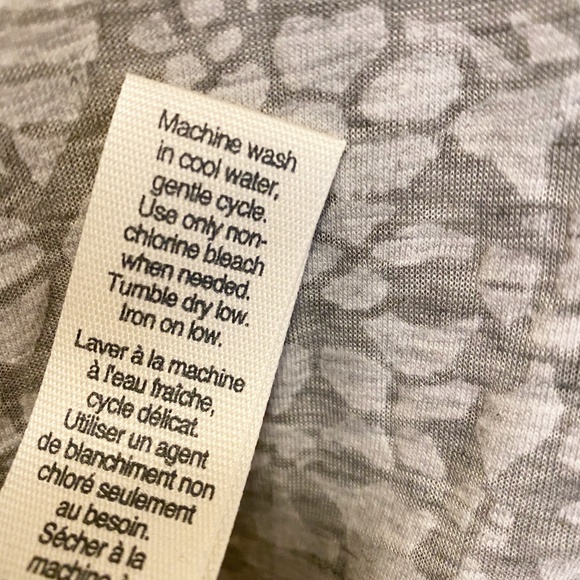 Machine wash
in cool water,
gentle cycle.
Use only non-
chlorine bleach
when needed.
Tumble dry low.
Iron on low.
Laver à la machine
à l'eau fraîche,
cycle délicat.
Utiliser un agent
de blanchiment non
chloré seulement
au besoin.
Sécher à la
machine à